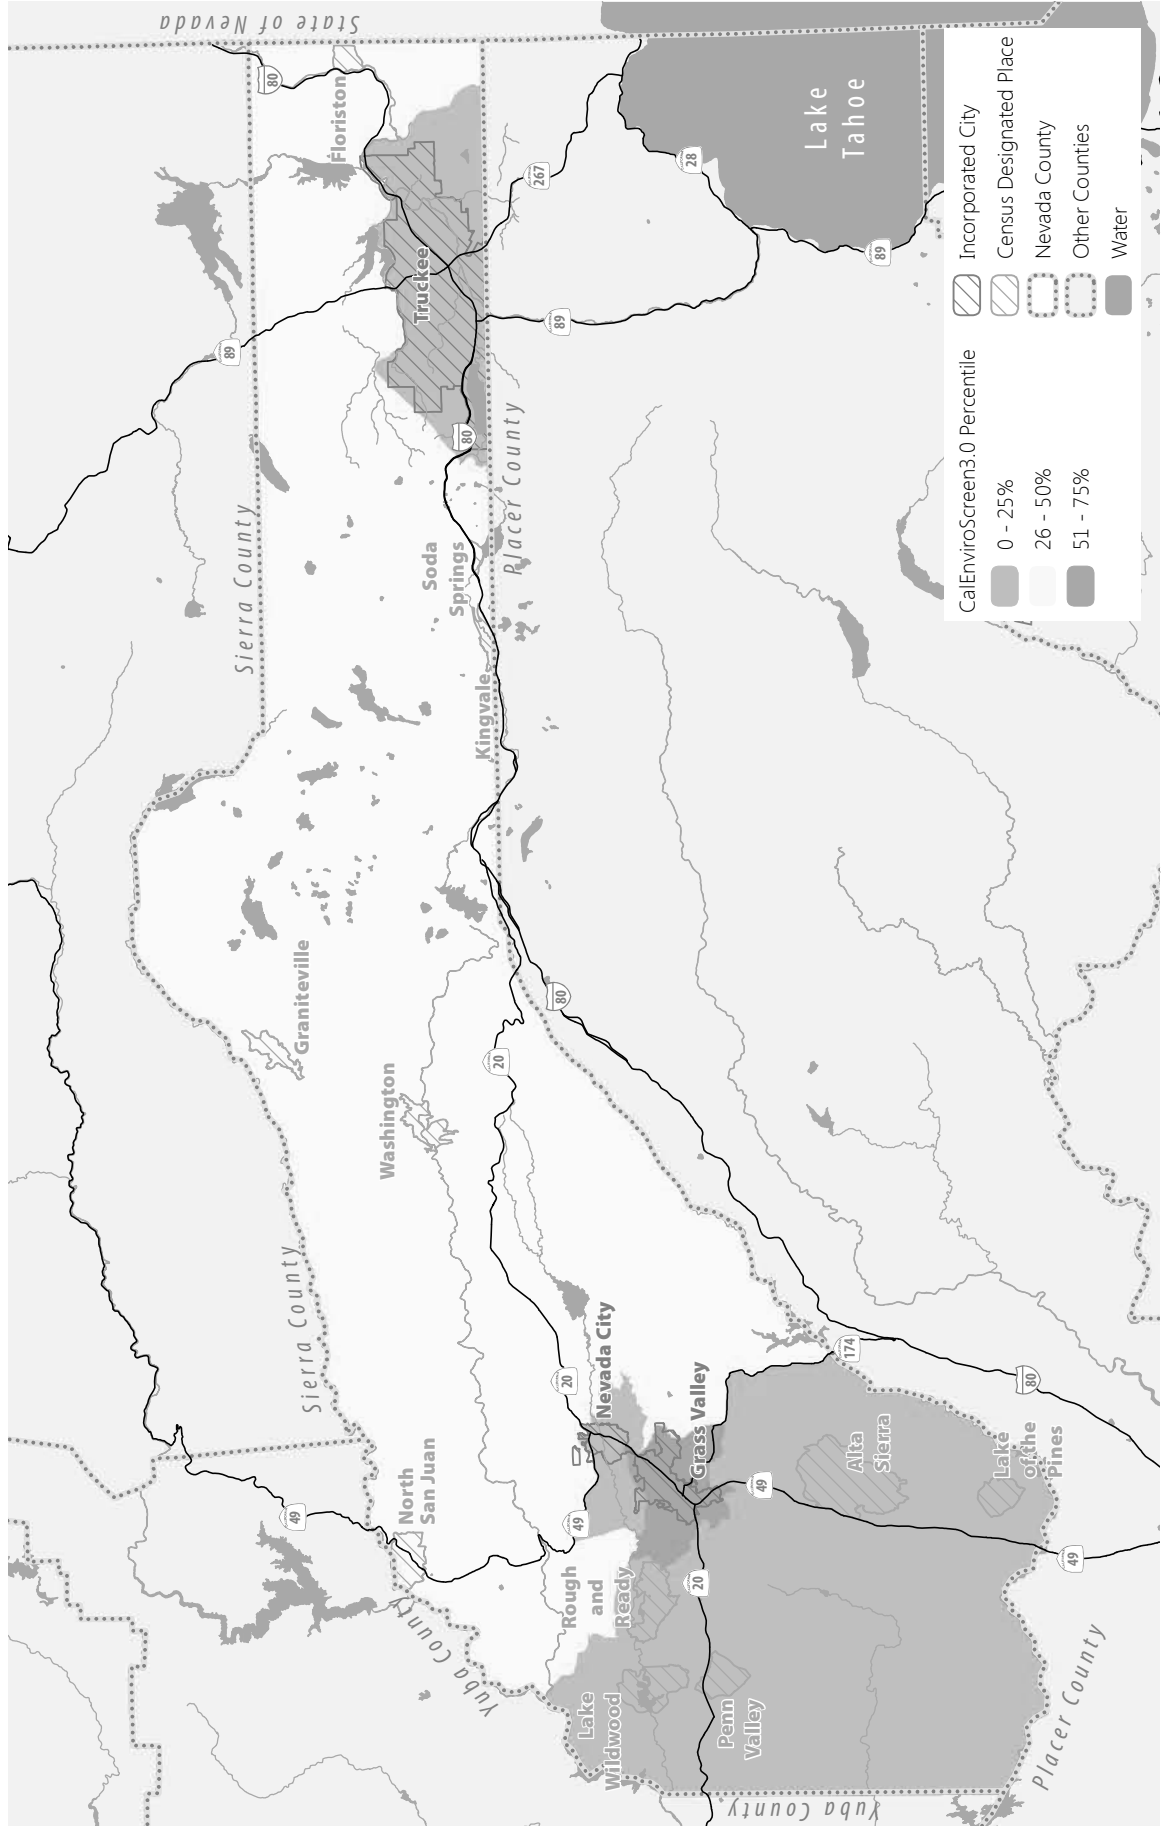 State of Nevada
80
Floriston
Lake
Tahoe
28
267
89
89
89
Truckee
80
Placer County
Sierra County
Soda
Springs
Kingvale
Graniteville
80
20
Washington
Sierra County
20
Nevada City
Grass Valley
174
80
North
San Juan
49
49
49
49
Alta
Sierra
Lake
of the
Pines
Rough
and
Ready
20
Yuba County
Lake
Wildwood
Penn
Valley
Placer County
Yuba County
CalEnviroScreen3.0 Percentile
0 - 25%
26 - 50%
51 - 75%
Incorporated City
Census Designated Place
Nevada County
Other Counties
Water